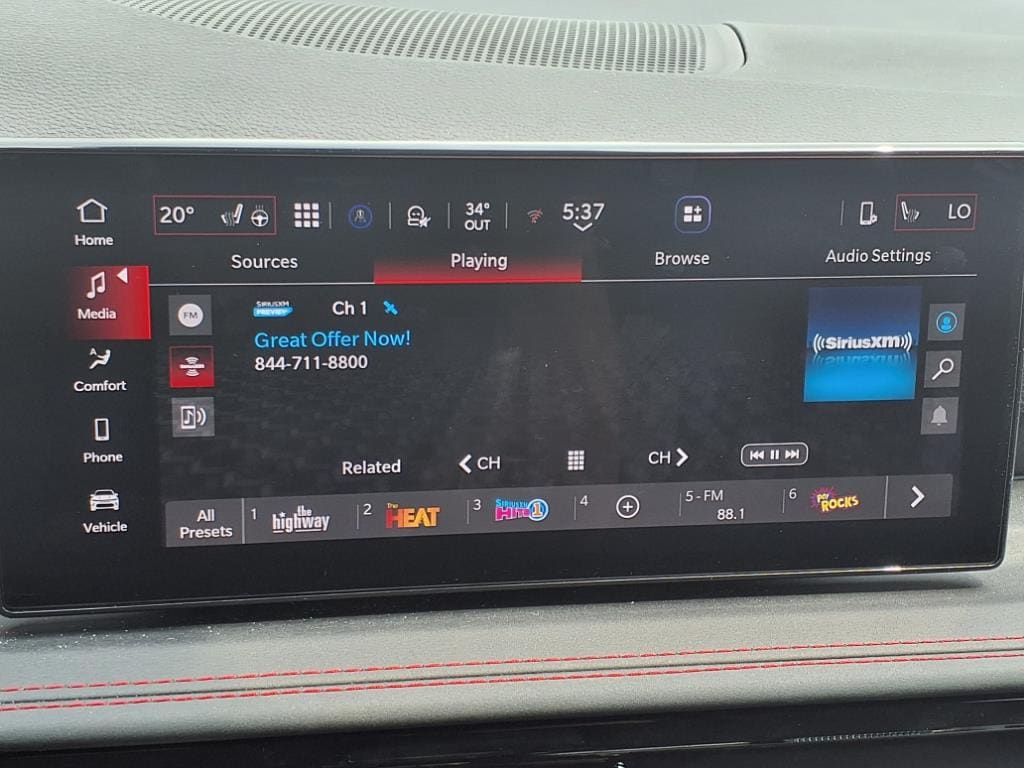 Home
20°
34°
OUT
5:37
LO
Sources
Playing
Browse
Audio Settings
Media
FM
SIRIUSXM
PREVIEW
Ch 1
Great Offer Now!
844-711-8800
((SiriusXM))
A
Comfort
Phone
Related
CH
CH
Vehicle
All
Presets
1
the
highway
2
The
HEAT
3
SiriusXM
HITS 1
4
5 - FM
88.1
6
POP
ROCKS